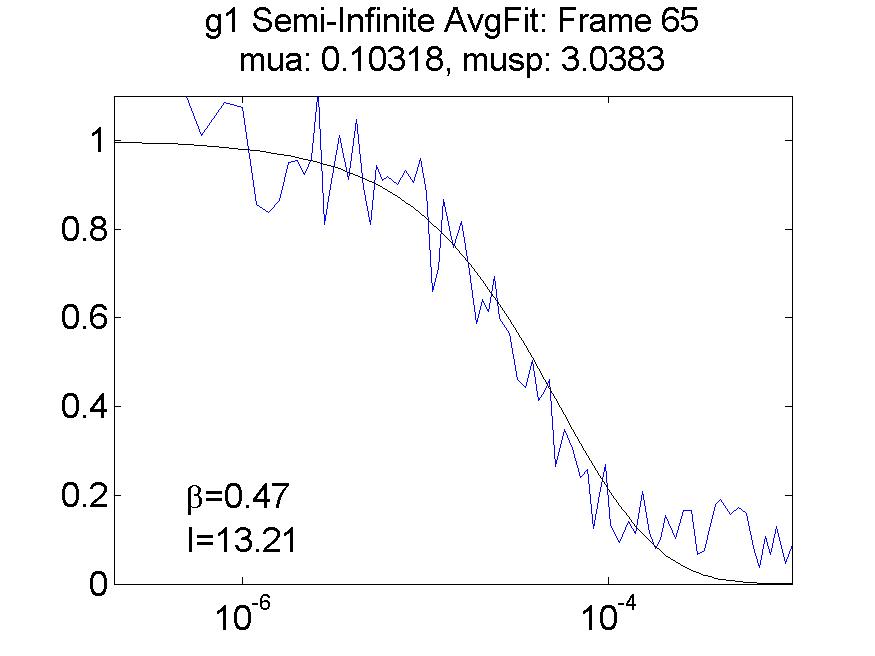 g1 Semi-Infinite AvgFit: Frame 65
mua: 0.10318, musp: 3.0383
1
0.8
0.6
0.4
0.2
0
β=0.47
I=13.21
10^-6 10^-4